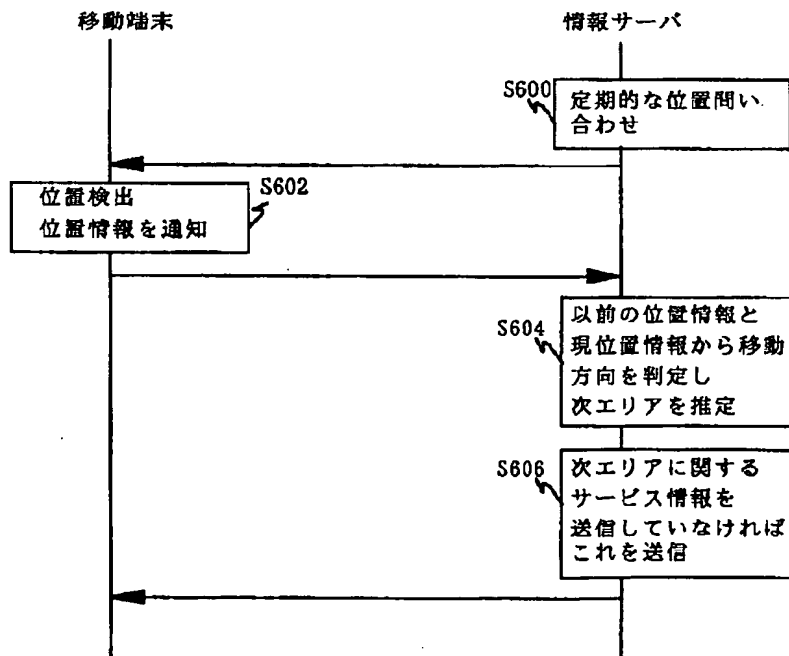 移動端末
情報サーバ
S600
定期的な位置問い
合わせ
位置検出
位置情報を通知
S602
S604
以前の位置情報と
現位置情報から移動
方向を判定し
次エリアを推定
S606
次エリアに関する
サービス情報を
送信していなければ
これを送信